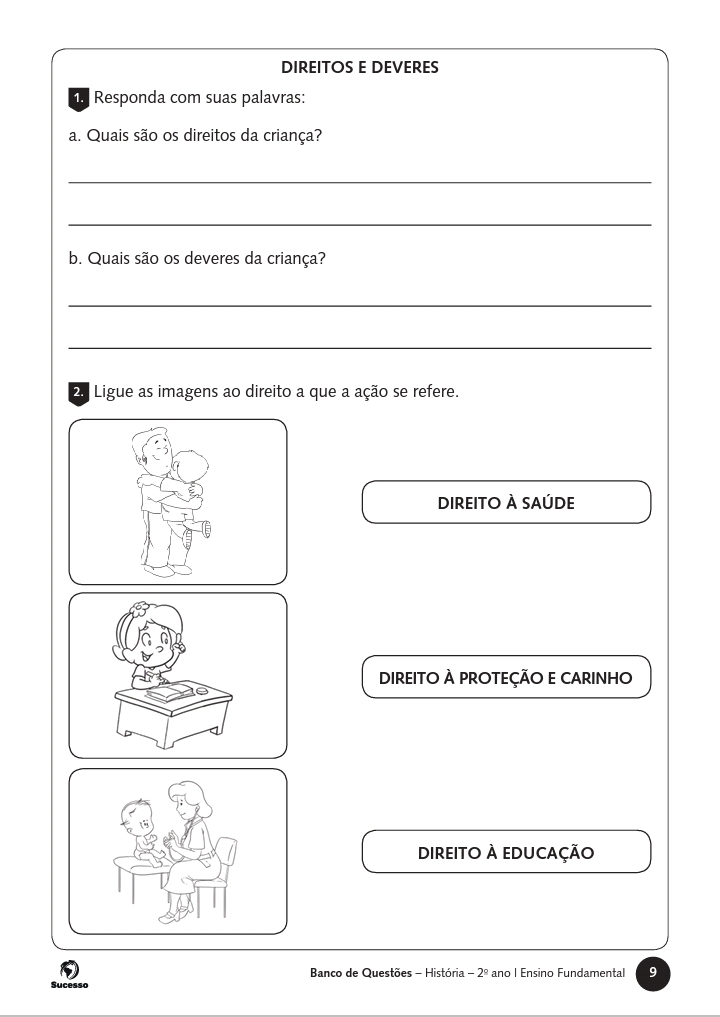 DIREITOS E DEVERES
1. Responda com suas palavras:
a. Quais são os direitos da criança?
b. Quais são os deveres da criança?
2. Ligue as imagens ao direito a que a ação se refere.
DIREITO À SAÚDE
DIREITO À PROTEÇÃO E CARINHO
DIREITO À EDUCAÇÃO
Sucesso
Banco de Questões – História – 2º ano | Ensino Fundamental 9